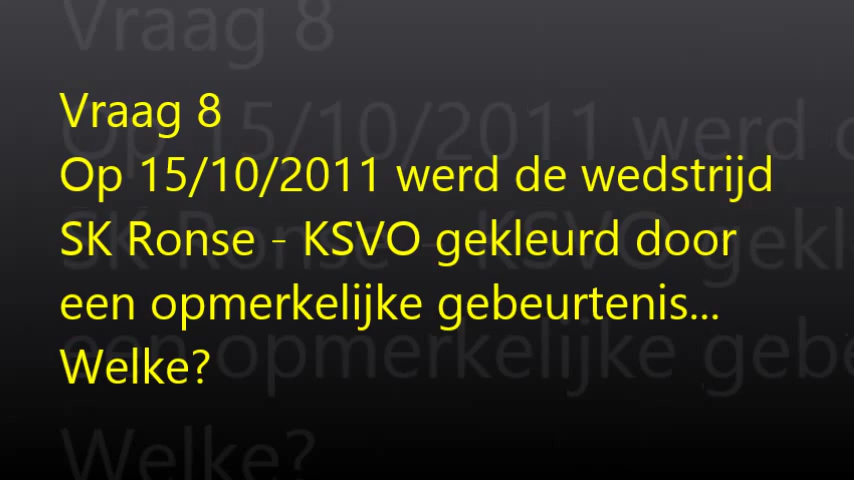 Vraag 8
Op 15/10/2011 werd de wedstrijd
SK Ronse - KSVO gekleurd door
een opmerkelijke gebeurtenis...
Welke?